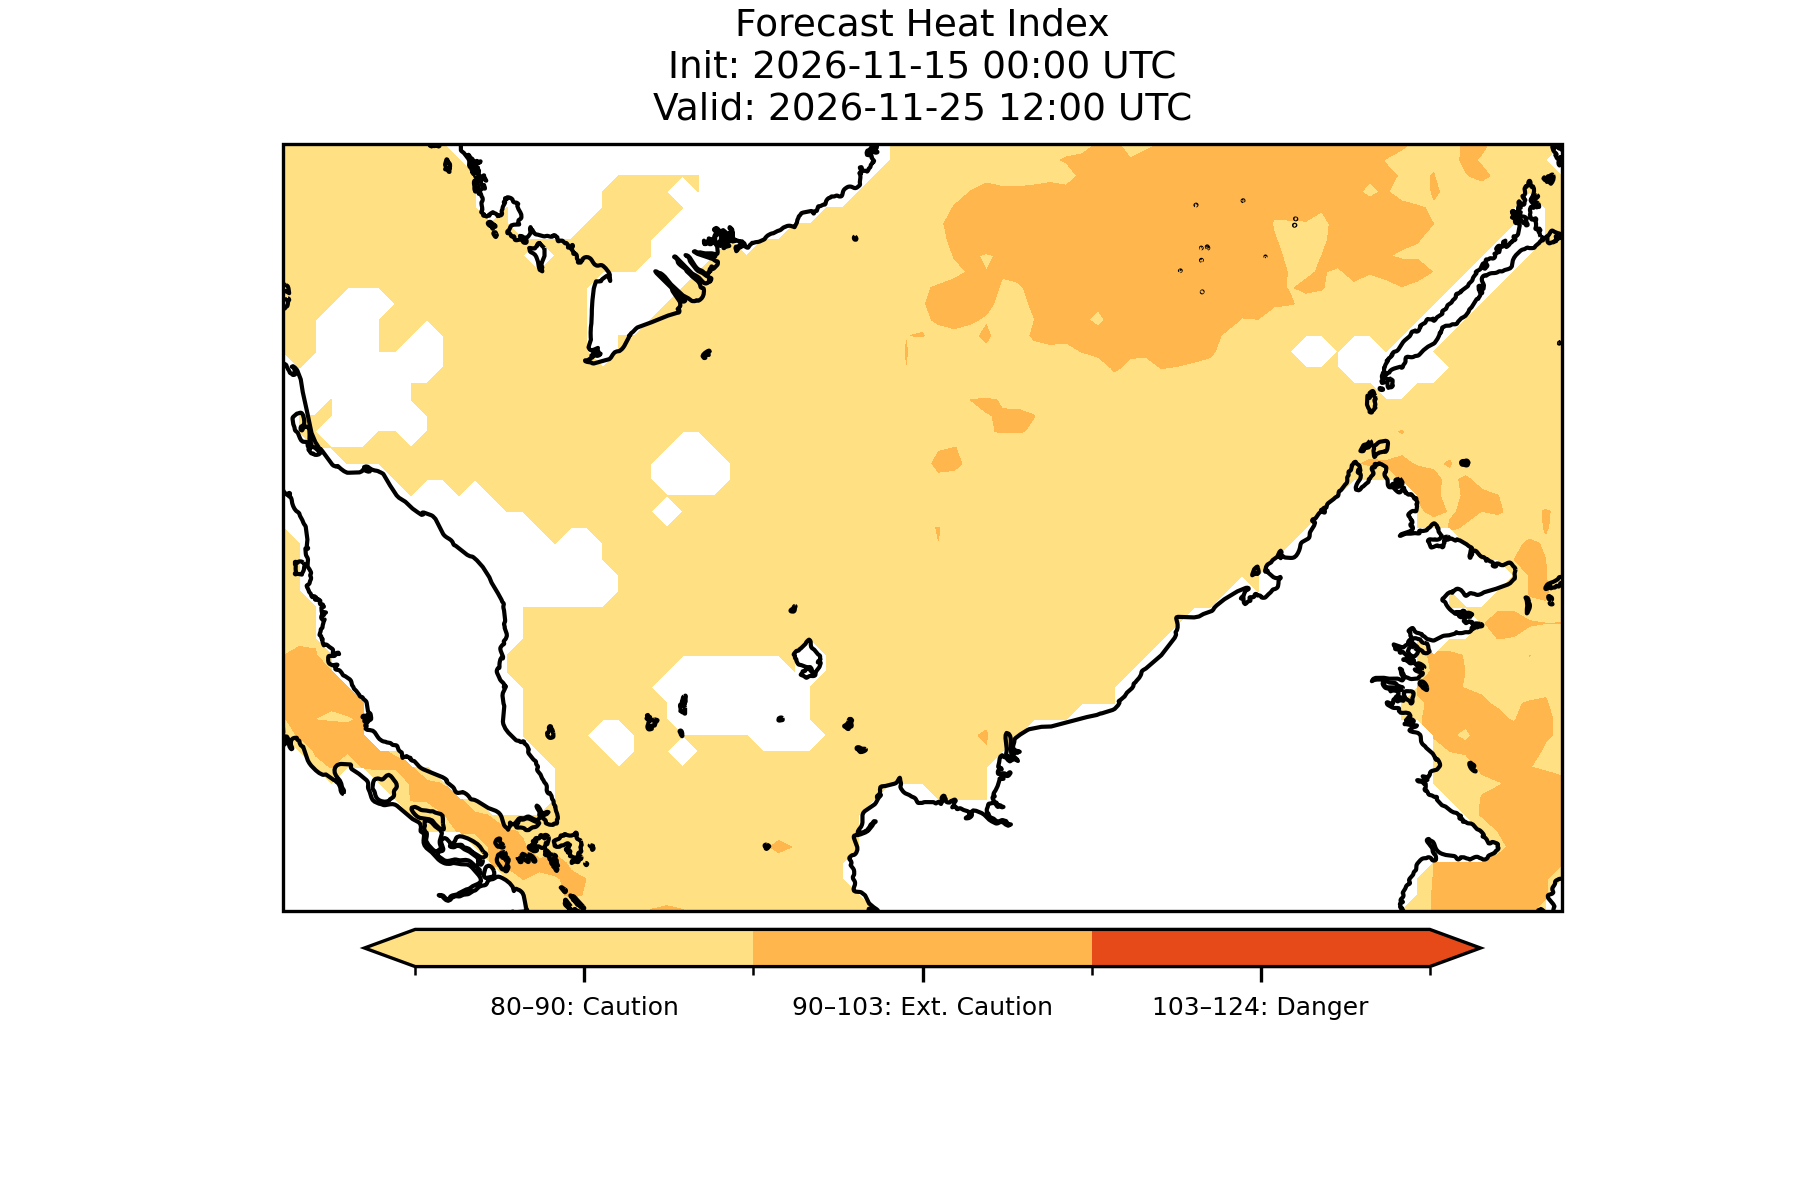 Forecast Heat Index
Init: 2026-11-15 00:00 UTC
Valid: 2026-11-25 12:00 UTC
80–90: Caution
90–103: Ext. Caution
103–124: Danger